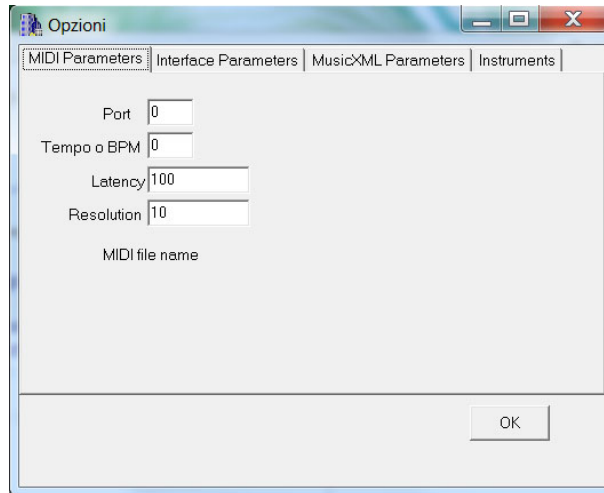 Opzioni
MIDI Parameters Interface Parameters MusicXML Parameters Instruments
Port 0
Tempo o BPM 0
Latency 100
Resolution 10
MIDI file name
OK